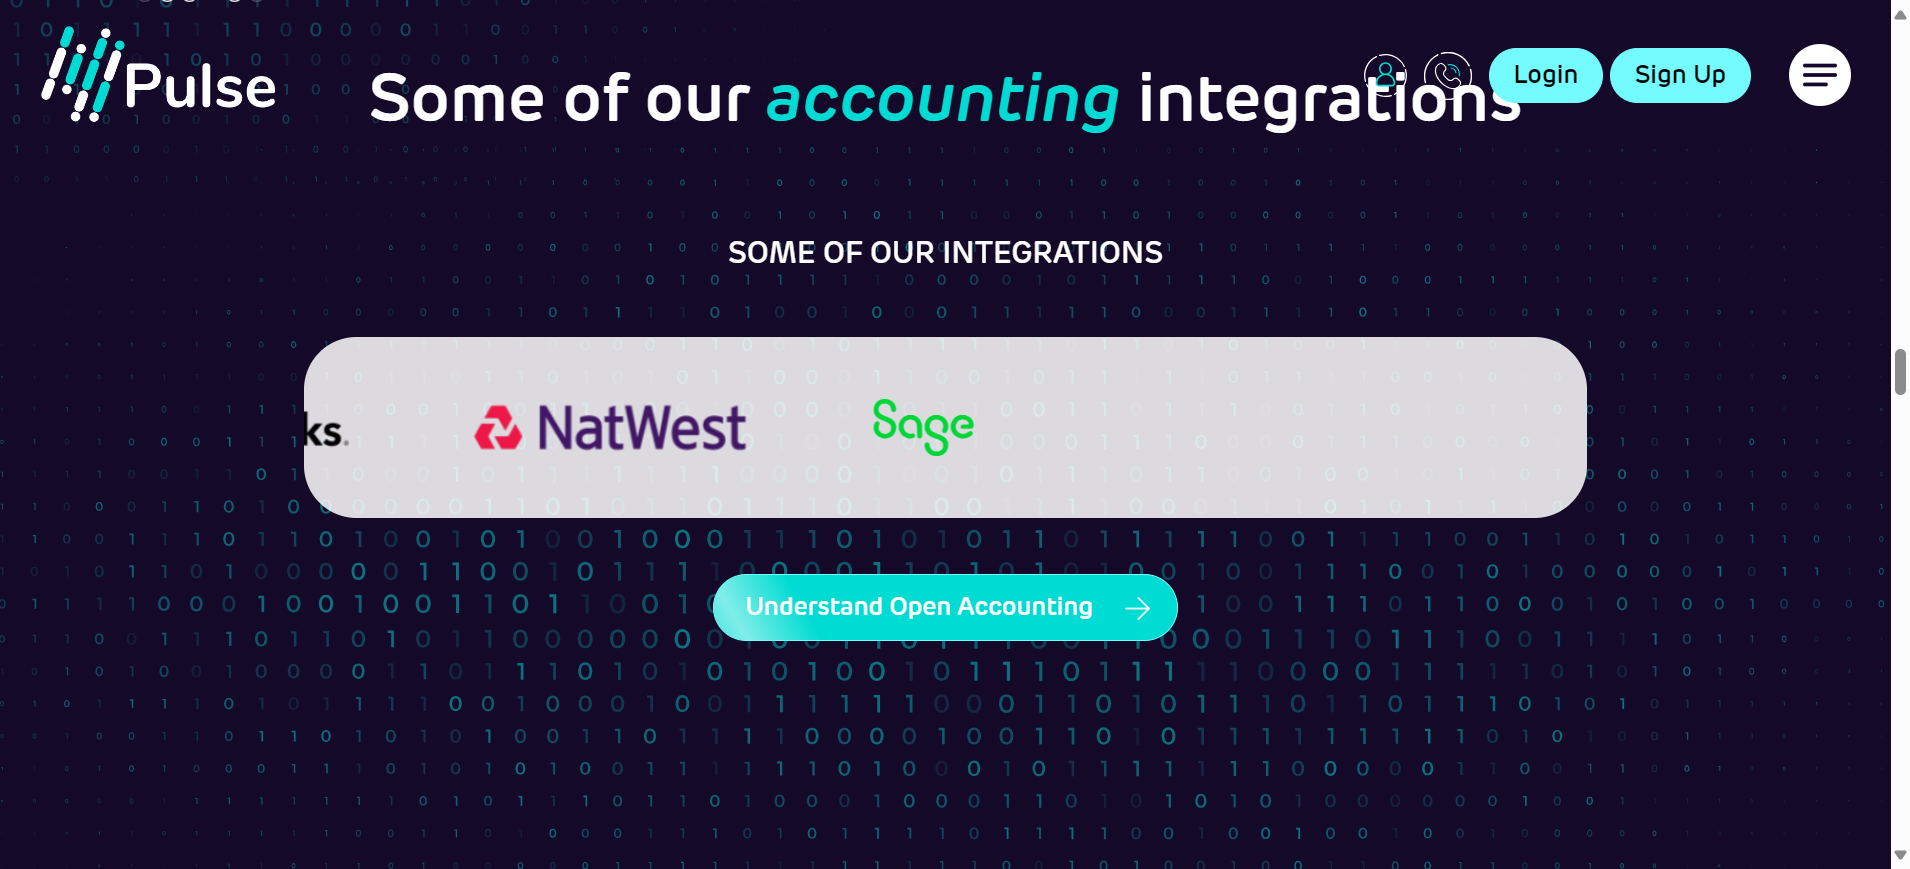 Pulse
Some of our accounting integrations
Login
Sign Up
SOME OF OUR INTEGRATIONS
ks.
NatWest
Sage
Understand Open Accounting